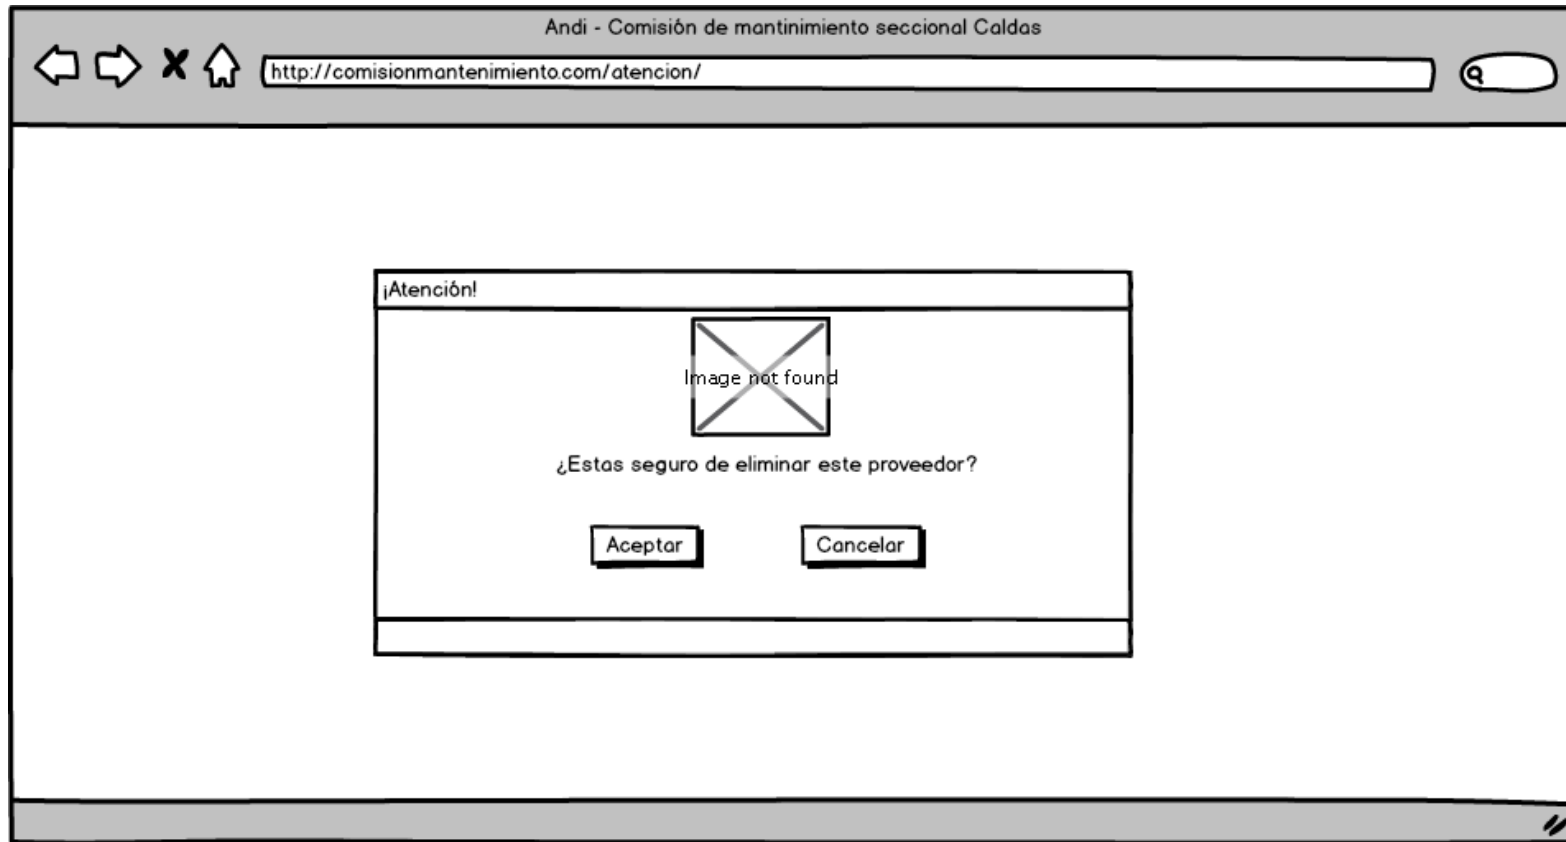 Andi - Comisión de mantinimiento seccional Caldas
http://comisionmantenimiento.com/atencion/
¡Atención!
Image not found
¿Estas seguro de eliminar este proveedor?
Aceptar Cancelar